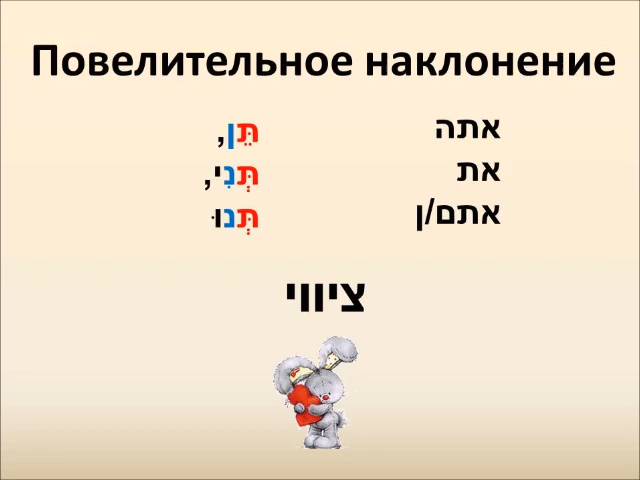 Повелительное наклонение
אתה תֵּן,
את תְּנִי,
אתם/ן תְּנוּ
ציווי